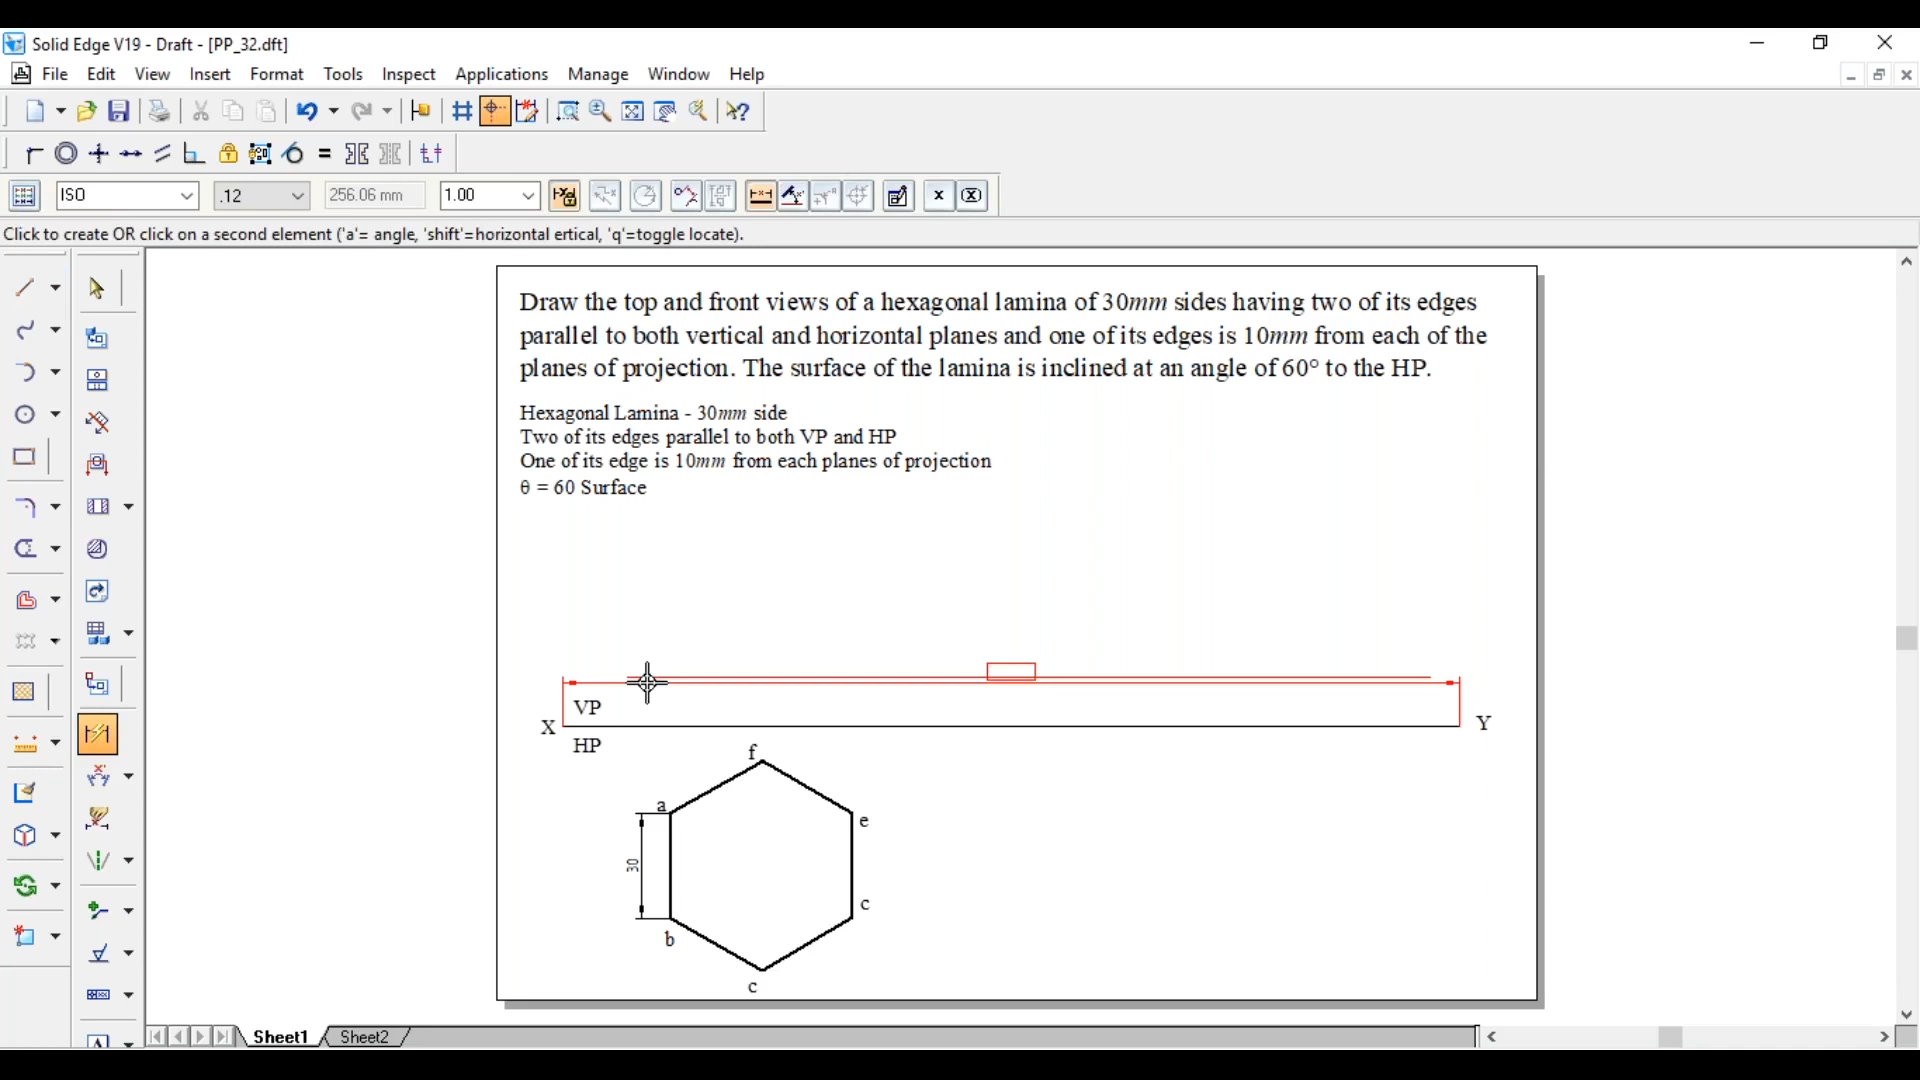 Solid Edge V19 - Draft - [PP_32.dft]
File Edit View Insert Format Tools Inspect Applications Manage Window Help
ISO .12 256.06 mm 1.00
Click to create OR click on a second element ('a'= angle, 'shift'=horizontal ertical, 'q'=toggle locate).
Draw the top and front views of a hexagonal lamina of 30mm sides having two of its edges
parallel to both vertical and horizontal planes and one of its edges is 10mm from each of the
planes of projection. The surface of the lamina is inclined at an angle of 60° to the HP.
Hexagonal Lamina - 30mm side
Two of its edges parallel to both VP and HP
One of its edge is 10mm from each planes of projection
θ = 60 Surface
VP
X Y
HP
f
a
e
30
c
b
c
Sheet1 Sheet2